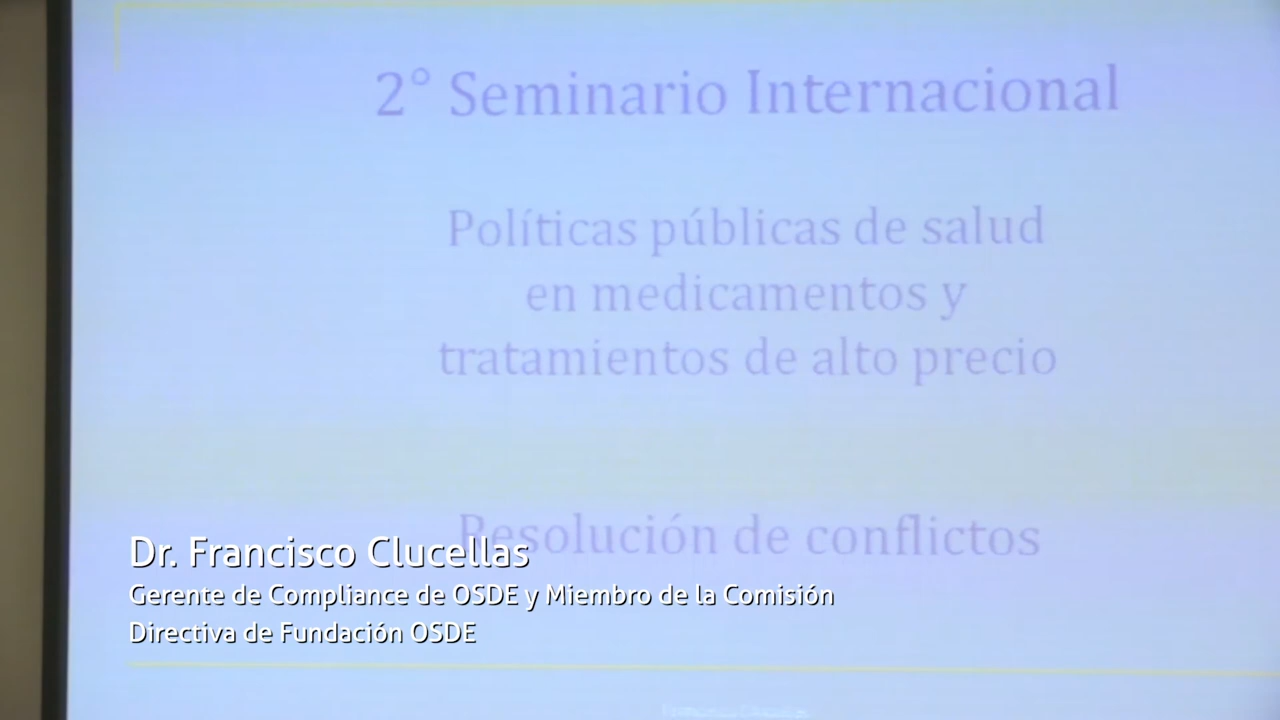 2° Seminario Internacional
Políticas públicas de salud
en medicamentos y
tratamientos de alto precio
Resolución de conflictos
Dr. Francisco Clucellas
Gerente de Compliance de OSDE y Miembro de la Comisión
Directiva de Fundación OSDE